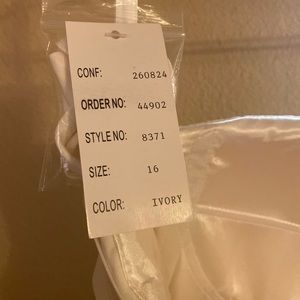 CONF: 260824
ORDER NO: 44902
STYLE NO: 8371
SIZE: 16
COLOR: IVORY